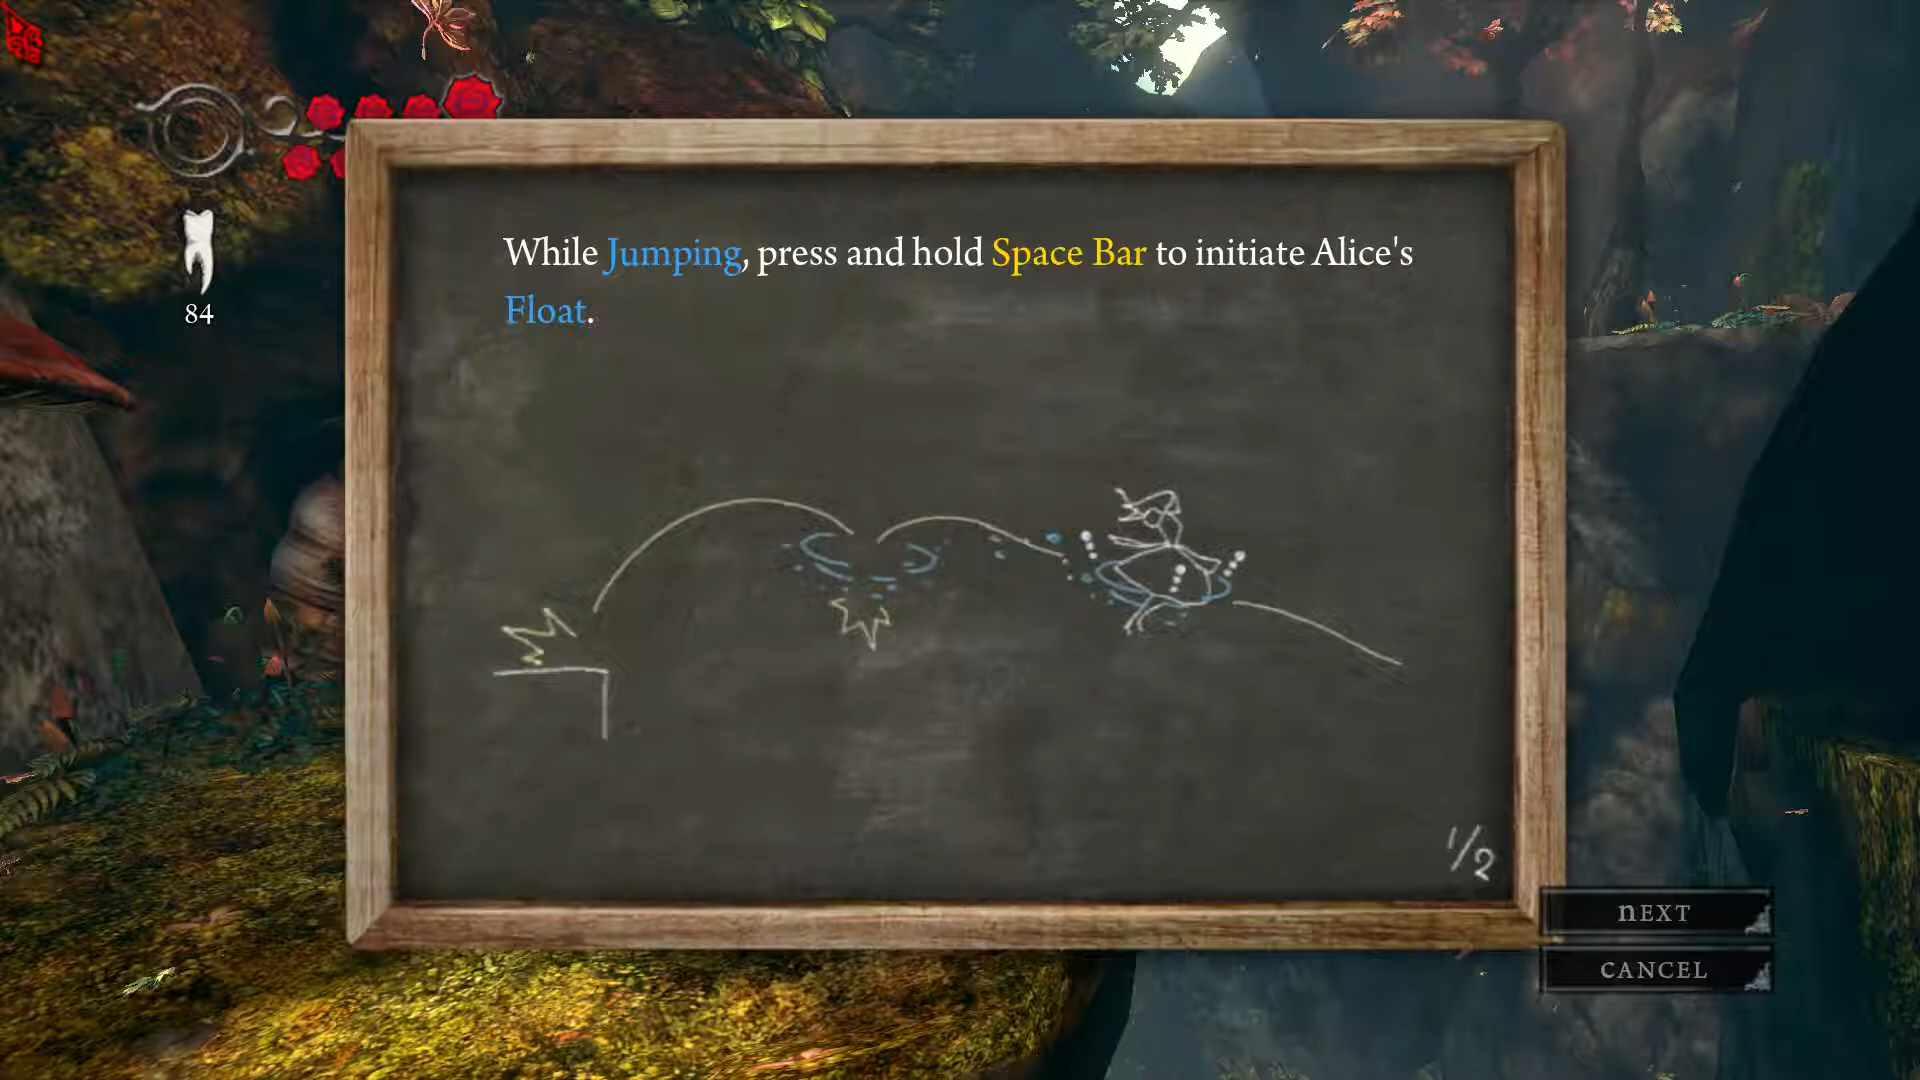 84
While Jumping, press and hold Space Bar to initiate Alice's
Float.
1/2
NEXT
CANCEL